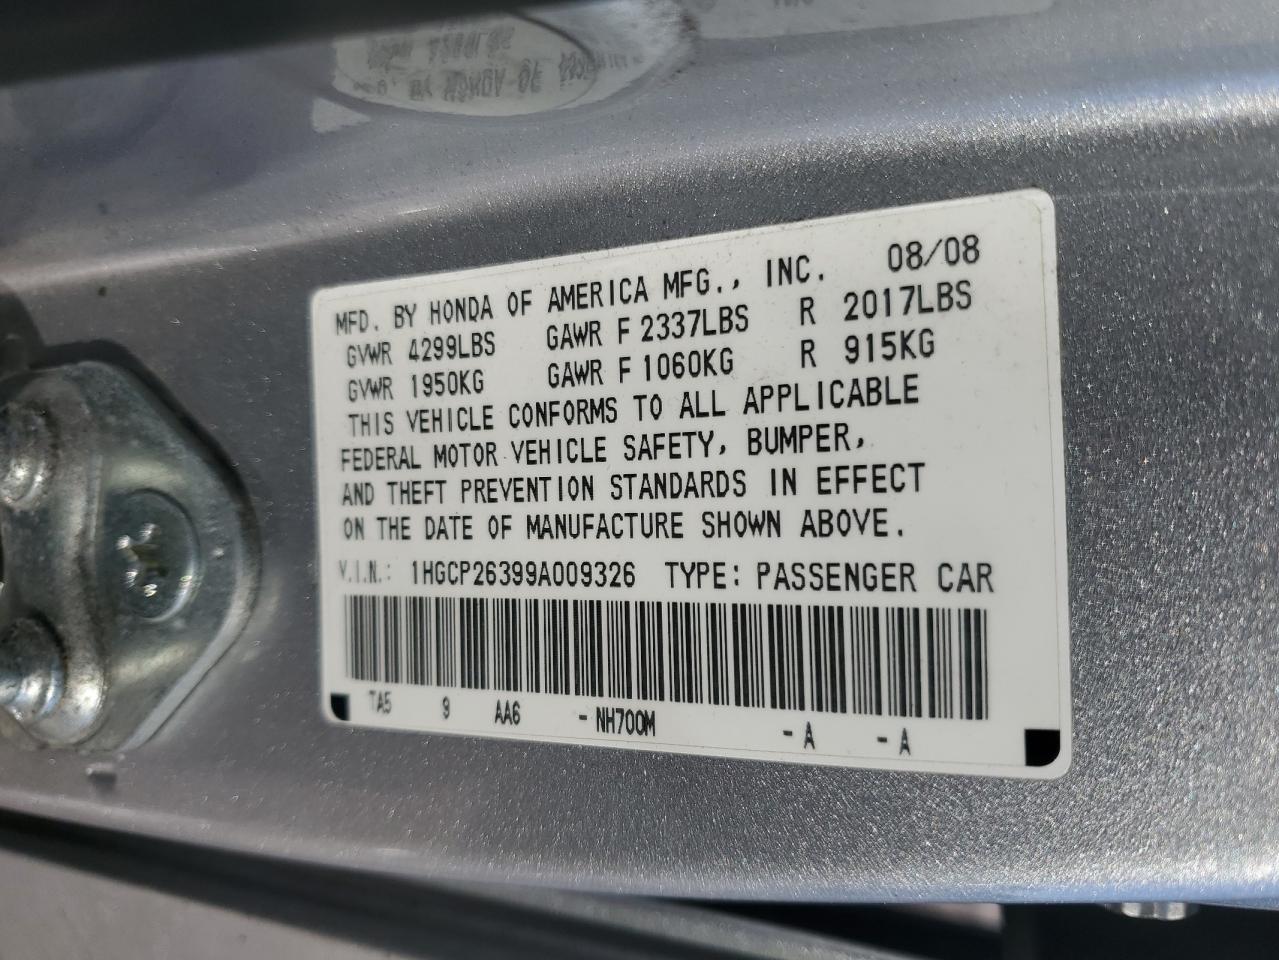 MFD. BY HONDA OF AMERICA MFG., INC. 08/08
GVWR 4299LBS GAWR F 2337LBS R 2017LBS
GVWR 1950KG GAWR F 1060KG R 915KG
THIS VEHICLE CONFORMS TO ALL APPLICABLE
FEDERAL MOTOR VEHICLE SAFETY, BUMPER,
AND THEFT PREVENTION STANDARDS IN EFFECT
ON THE DATE OF MANUFACTURE SHOWN ABOVE.
V.I.N.: 1HGCP26399A009326 TYPE: PASSENGER CAR
TA5 9 AA6 - NH700M - A - A